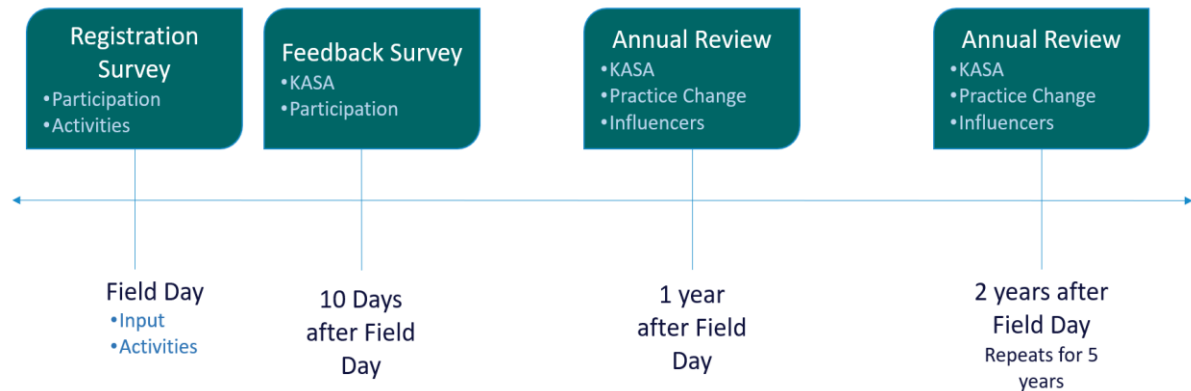 Registration
Survey
•Participation
•Activities
Feedback Survey
•KASA
•Participation
Annual Review
•KASA
•Practice Change
•Influencers
Annual Review
•KASA
•Practice Change
•Influencers
Field Day
•Input
•Activities
10 Days
after Field
Day
1 year
after Field
Day
2 years after
Field Day
Repeats for 5
years